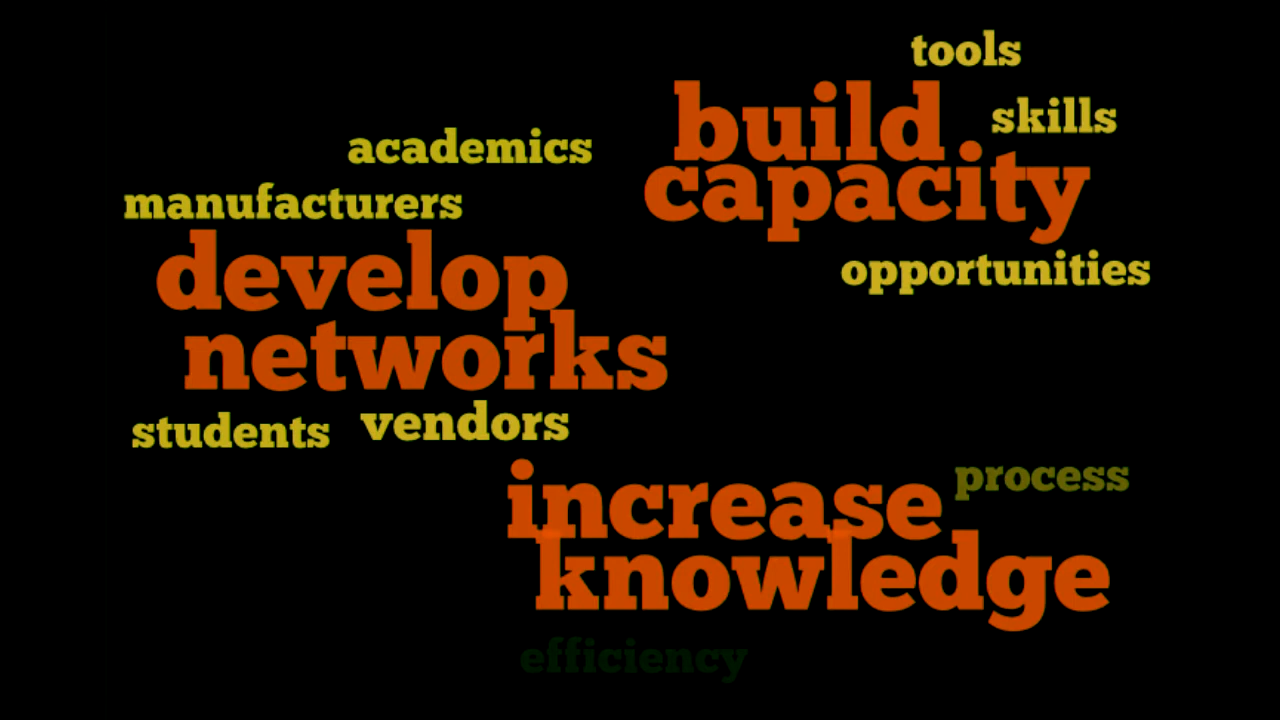 tools
build
skills
capacity
opportunities
academics
manufacturers
develop
networks
students vendors
increase
process
knowledge
efficiency